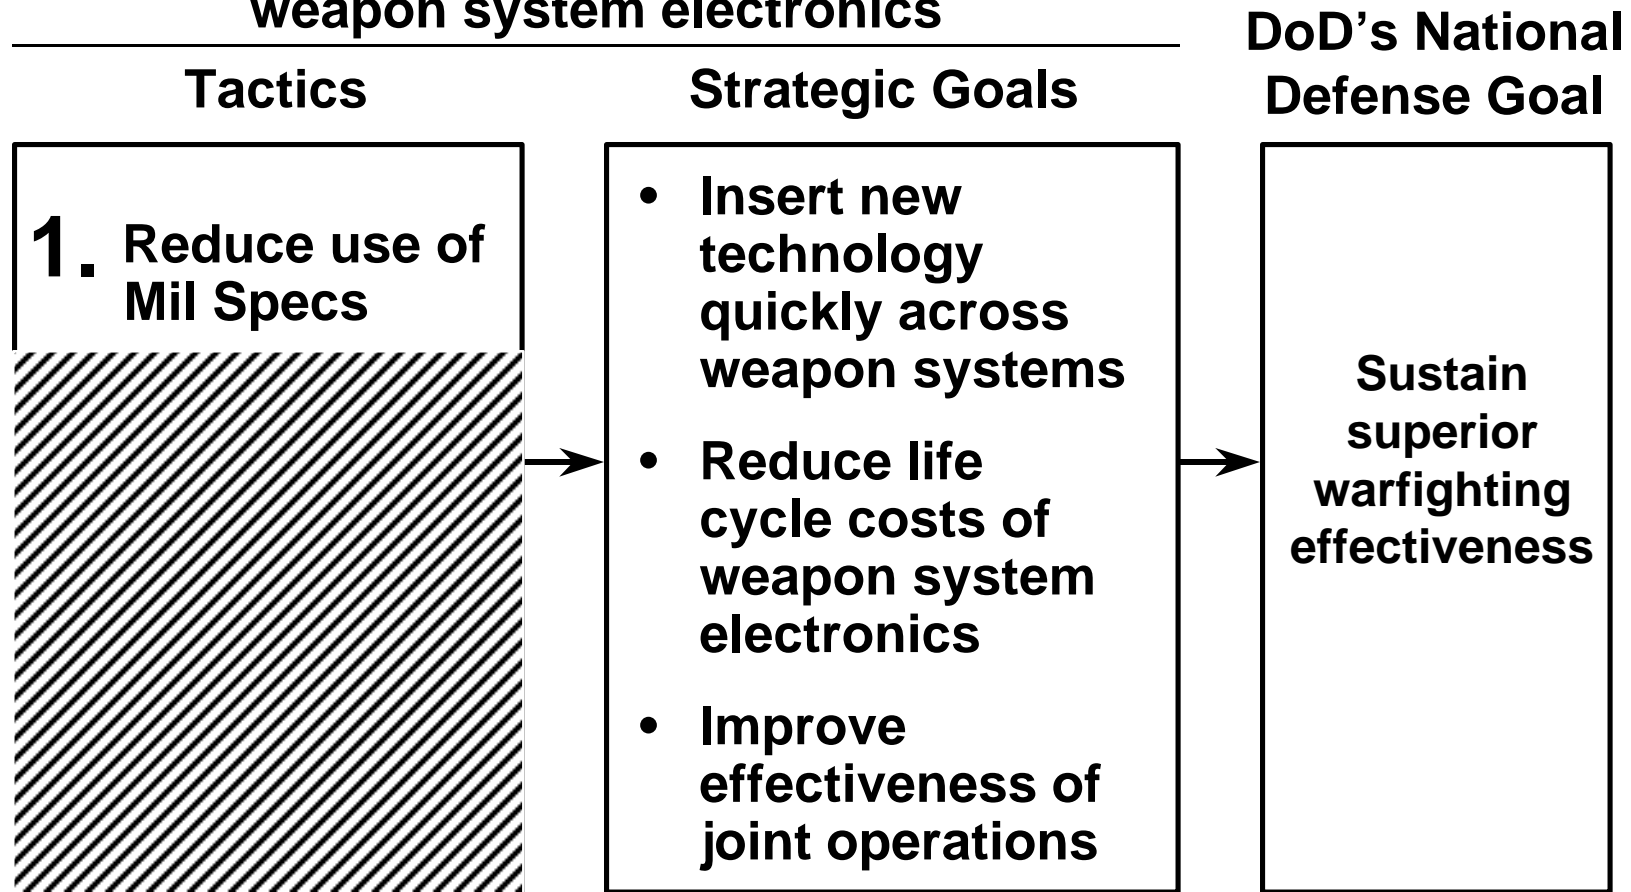 weapon system electronics
Tactics
Strategic Goals
DoD’s National
Defense Goal
1. Reduce use of
Mil Specs
• Insert new
technology
quickly across
weapon systems
• Reduce life
cycle costs of
weapon system
electronics
• Improve
effectiveness of
joint operations
Sustain
superior
warfighting
effectiveness